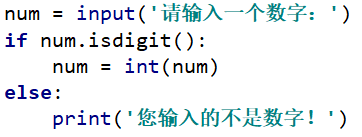 num = input('请输入一个数字：')
if num.isdigit():
    num = int(num)
else:
    print('您输入的不是数字！')